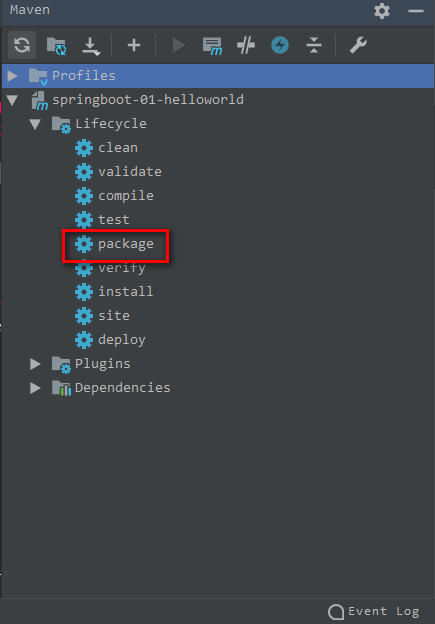 Maven
Profiles
springboot-01-helloworld
Lifecycle
clean
validate
compile
test
package
verify
install
site
deploy
Plugins
Dependencies
Event Log